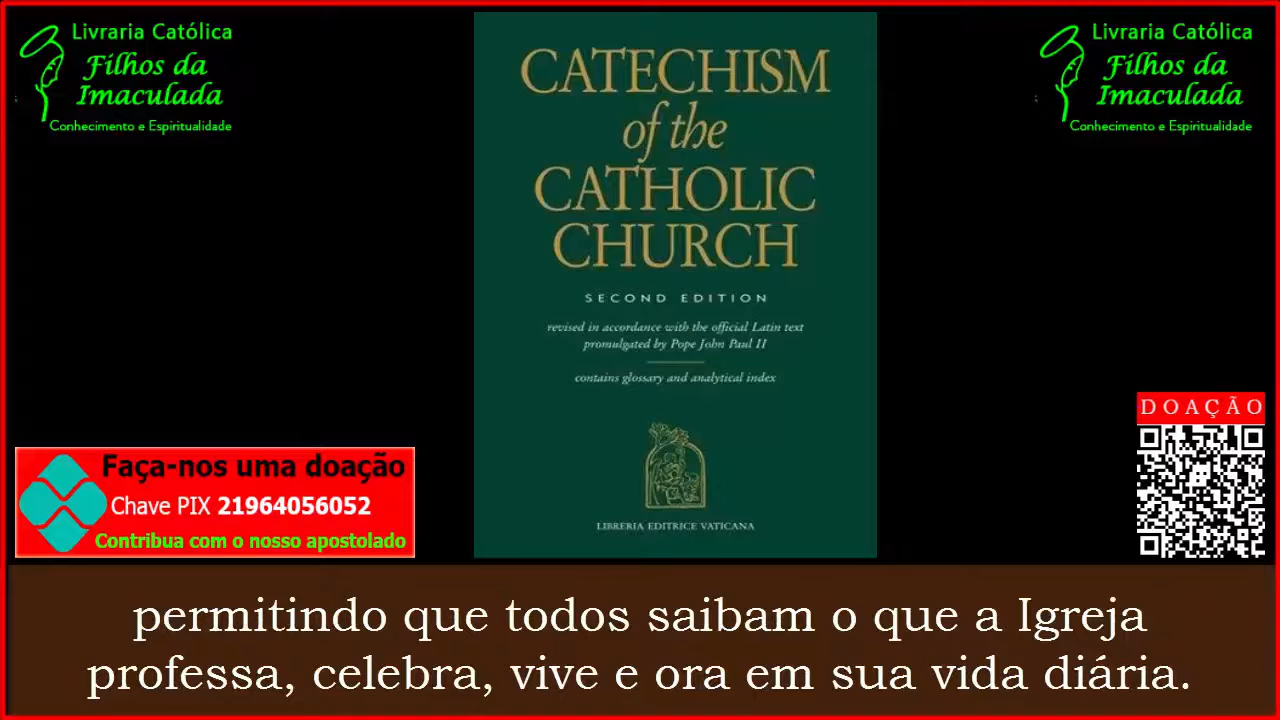 Livraria Católica
Filhos da
Imaculada
Conhecimento e Espiritualidade
CATECHISM
of the
CATHOLIC
CHURCH
SECOND EDITION
revised in accordance with the official Latin text
promulgated by Pope John Paul II
contains glossary and analytical index
LIBRERIA EDITRICE VATICANA
Livraria Católica
Filhos da
Imaculada
Conhecimento e Espiritualidade
DOAÇÃO
Faça-nos uma doação
Chave PIX 21964056052
Contribua com o nosso apostolado
permitindo que todos saibam o que a Igreja
professa, celebra, vive e ora em sua vida diária.